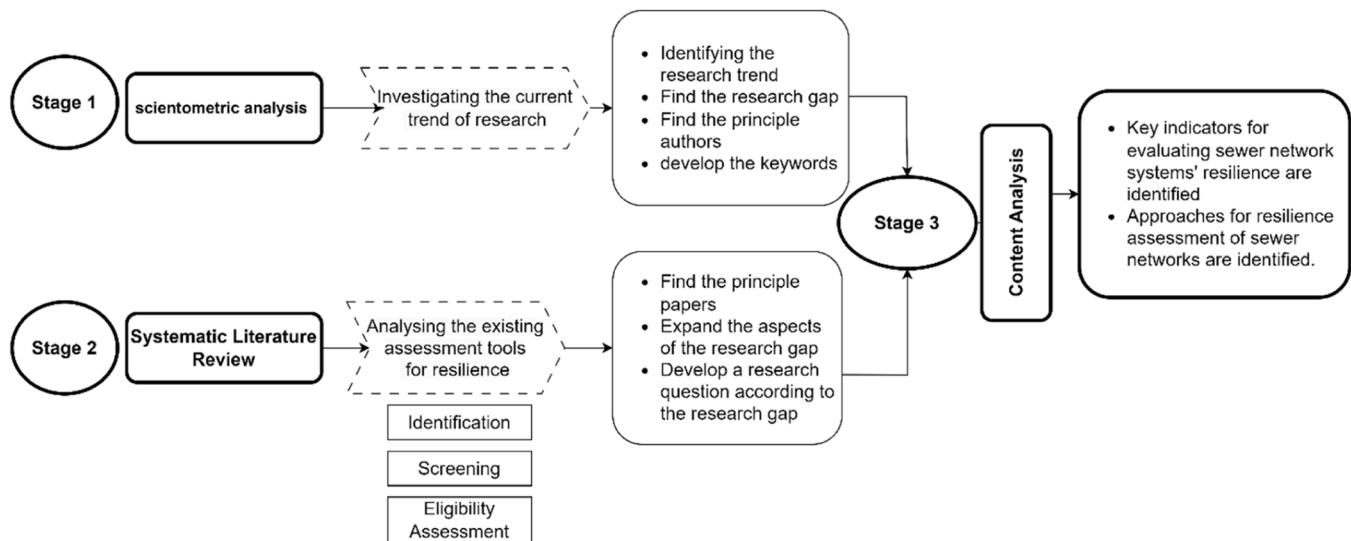 Stage 1
scientometric analysis
Investigating the current
trend of research
• Identifying the
research trend
• Find the research gap
• Find the principle
authors
• develop the keywords
Stage 2
Systematic Literature
Review
Analysing the existing
assessment tools
for resilience
Identification
Screening
Eligibility
Assessment
• Find the principle
papers
• Expand the aspects
of the research gap
• Develop a research
question according to
the research gap
Stage 3
Content Analysis
• Key indicators for
evaluating sewer network
systems' resilience are
identified
• Approaches for resilience
assessment of sewer
networks are identified.